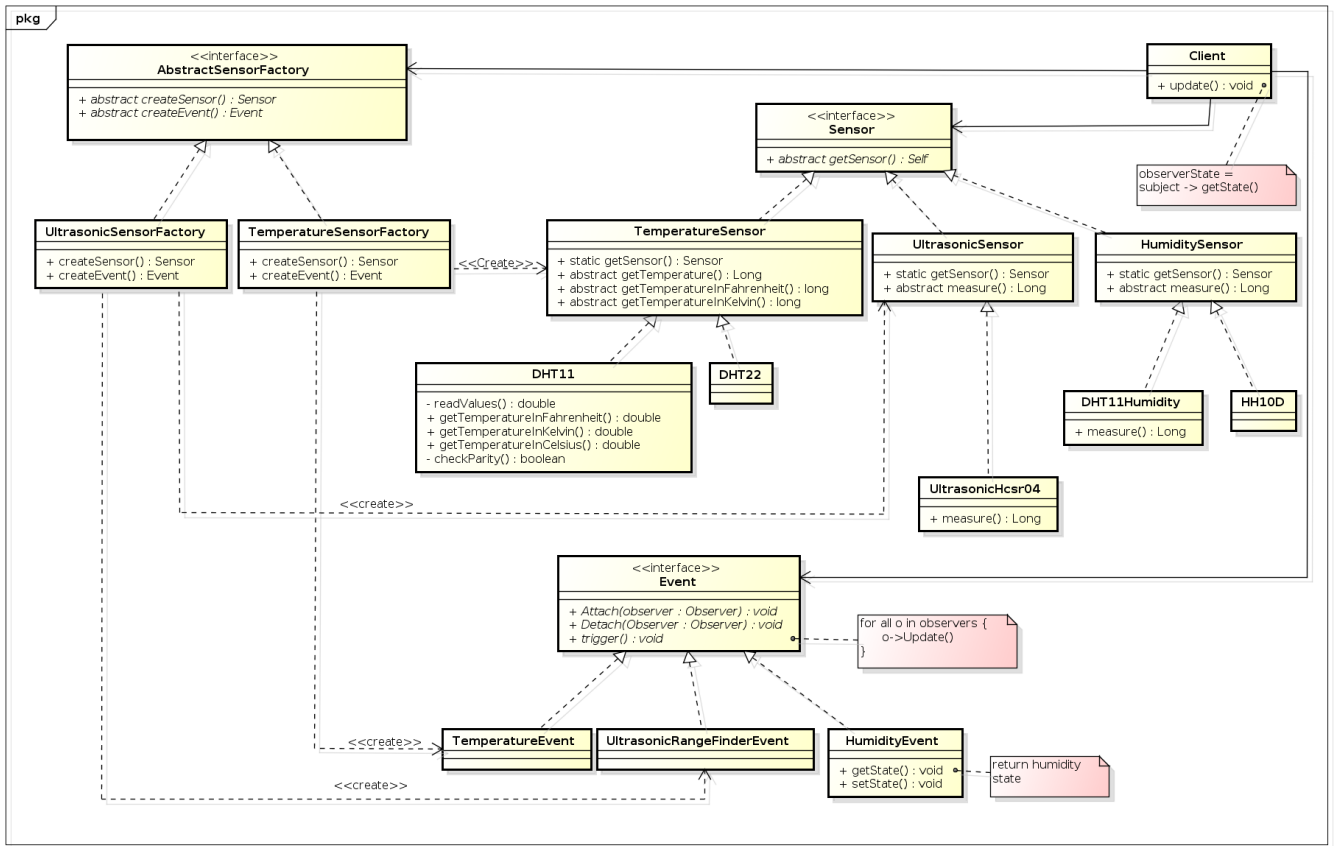 pkg
<<interface>>
AbstractSensorFactory
+ abstract createSensor() : Sensor
+ abstract createEvent() : Event
Client
+ update() : void
<<interface>>
Sensor
+ abstract getSensor() : Self
observerState =
subject -> getState()
UltrasonicSensorFactory
+ createSensor() : Sensor
+ createEvent() : Event
TemperatureSensorFactory
+ createSensor() : Sensor
+ createEvent() : Event
<<Create>>
TemperatureSensor
+ static getSensor() : Sensor
+ abstract getTemperature() : Long
+ abstract getTemperatureInFahrenheit() : long
+ abstract getTemperatureInKelvin() : long
UltrasonicSensor
+ static getSensor() : Sensor
+ abstract measure() : Long
HumiditySensor
+ static getSensor() : Sensor
+ abstract measure() : Long
DHT11
- readValues() : double
+ getTemperatureInFahrenheit() : double
+ getTemperatureInKelvin() : double
+ getTemperatureInCelsius() : double
- checkParity() : boolean
DHT22
DHT11Humidity
+ measure() : Long
HH10D
UltrasonicHcsr04
+ measure() : Long
<<create>>
<<interface>>
Event
+ Attach(observer : Observer) : void
+ Detach(Observer : Observer) : void
+ trigger() : void
for all o in observers {
o->Update()
}
<<create>>
TemperatureEvent
UltrasonicRangeFinderEvent
HumidityEvent
+ getState() : void
+ setState() : void
return humidity
state
<<create>>